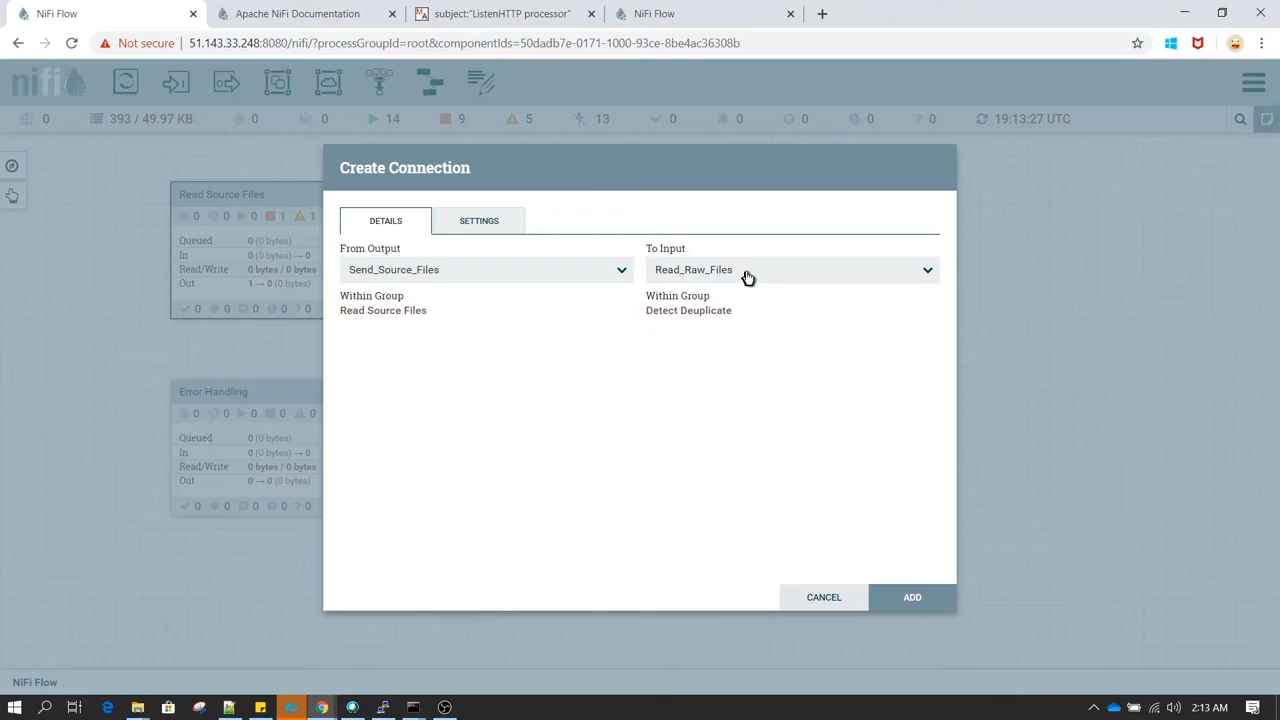 NiFi Flow
Apache NiFi Documentation
subject:"ListenHTTP processor"
NiFi Flow
Not secure
51.143.33.248:8080/nifi/?processGroupId=root&componentIds=50dadb7e-0171-1000-93ce-8be4ac36308b
nifi
0
393 / 49.97 KB
0
0
14
9
5
13
0
0
0
0
0
19:13:27 UTC
Create Connection
DETAILS
SETTINGS
From Output
Send_Source_Files
Within Group
Read Source Files
To Input
Read_Raw_Files
Within Group
Detect Deuplicate
CANCEL
ADD
Read Source Files
0 0 0 1 1
Queued 0 (0 bytes)
In 0 (0 bytes) → 0
Read/Write 0 bytes / 0 bytes
Out 1 → 0 (0 bytes)
0 0 0 0 ? 0
Error Handling
0 0 0 0 0
Queued 0 (0 bytes)
In 0 (0 bytes) → 0
Read/Write 0 bytes / 0 bytes
Out 0 → 0 (0 bytes)
0 0 0 0 ? 0
NiFi Flow
2:13 AM